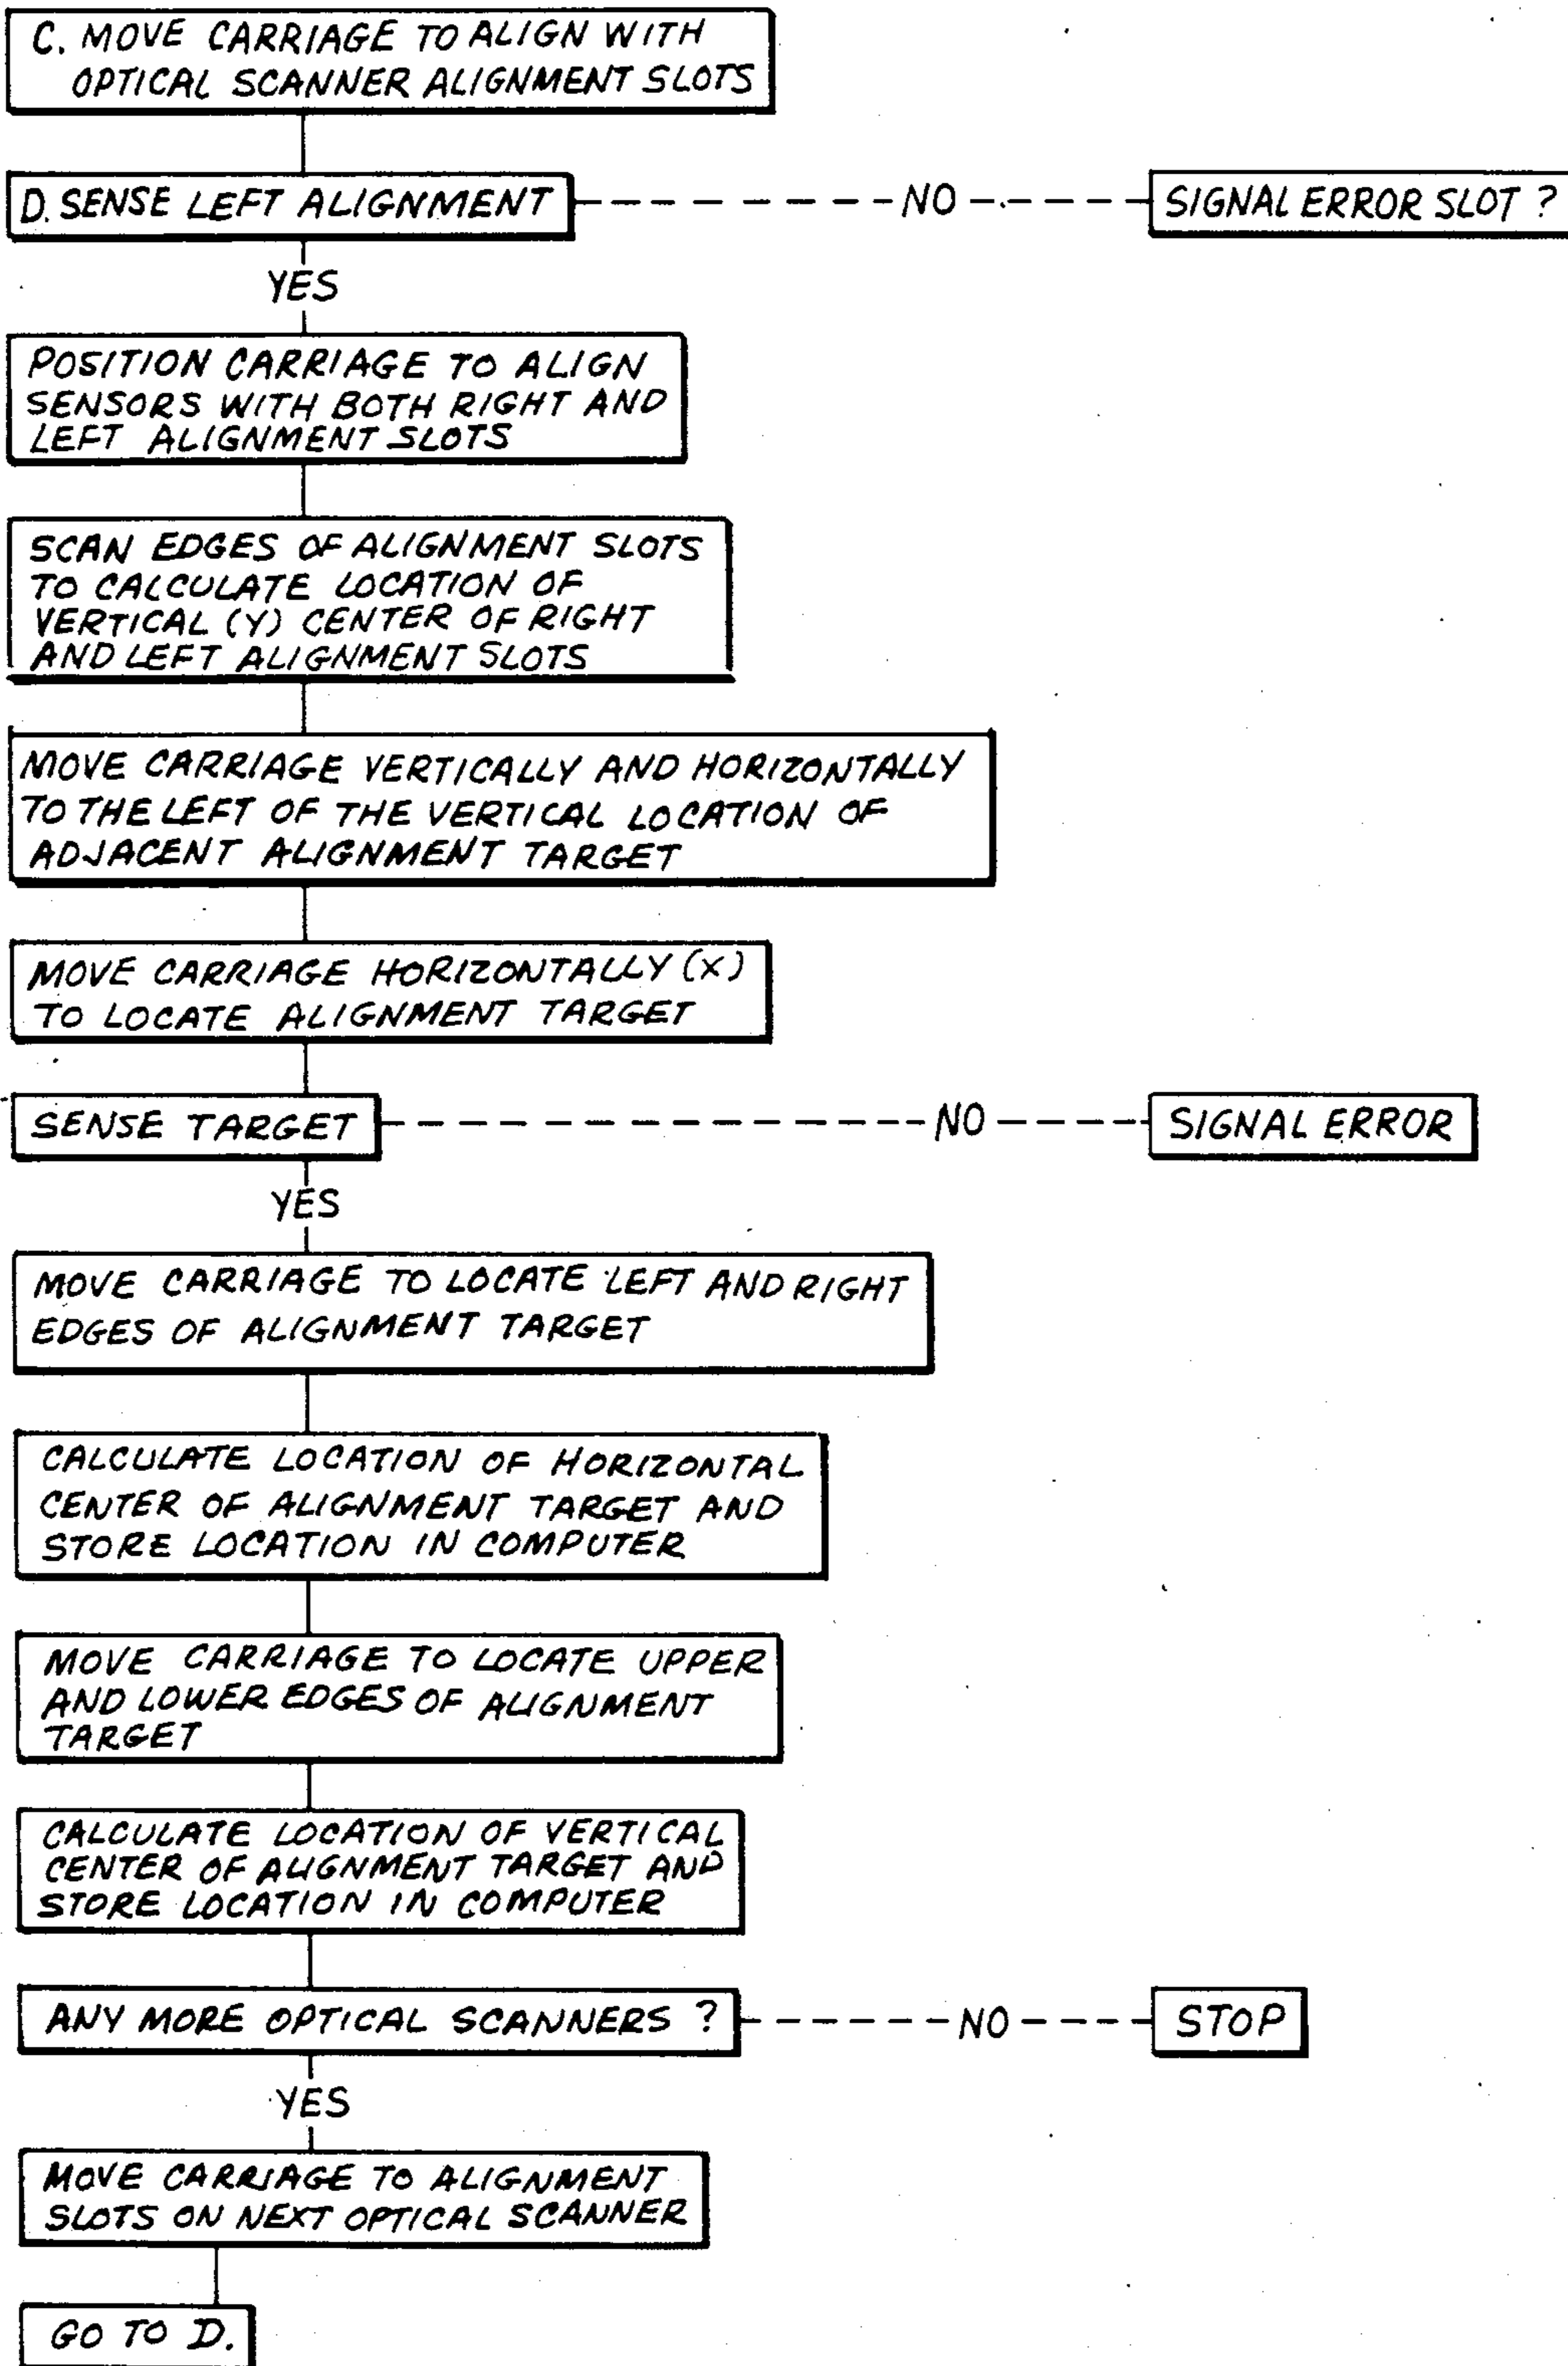 C. MOVE CARRIAGE TO ALIGN WITH
OPTICAL SCANNER ALIGNMENT SLOTS
D. SENSE LEFT ALIGNMENT
NO
SIGNAL ERROR SLOT ?
YES
POSITION CARRIAGE TO ALIGN
SENSORS WITH BOTH RIGHT AND
LEFT ALIGNMENT SLOTS
SCAN EDGES OF ALIGNMENT SLOTS
TO CALCULATE LOCATION OF
VERTICAL (Y) CENTER OF RIGHT
AND LEFT ALIGNMENT SLOTS
MOVE CARRIAGE VERTICALLY AND HORIZONTALLY
TO THE LEFT OF THE VERTICAL LOCATION OF
ADJACENT ALIGNMENT TARGET
MOVE CARRIAGE HORIZONTALLY (X)
TO LOCATE ALIGNMENT TARGET
SENSE TARGET
NO
SIGNAL ERROR
YES
MOVE CARRIAGE TO LOCATE LEFT AND RIGHT
EDGES OF ALIGNMENT TARGET
CALCULATE LOCATION OF HORIZONTAL
CENTER OF ALIGNMENT TARGET AND
STORE LOCATION IN COMPUTER
MOVE CARRIAGE TO LOCATE UPPER
AND LOWER EDGES OF ALIGNMENT
TARGET
CALCULATE LOCATION OF VERTICAL
CENTER OF ALIGNMENT TARGET AND
STORE LOCATION IN COMPUTER
ANY MORE OPTICAL SCANNERS ?
NO
STOP
YES
MOVE CARRIAGE TO ALIGNMENT
SLOTS ON NEXT OPTICAL SCANNER
GO TO D.